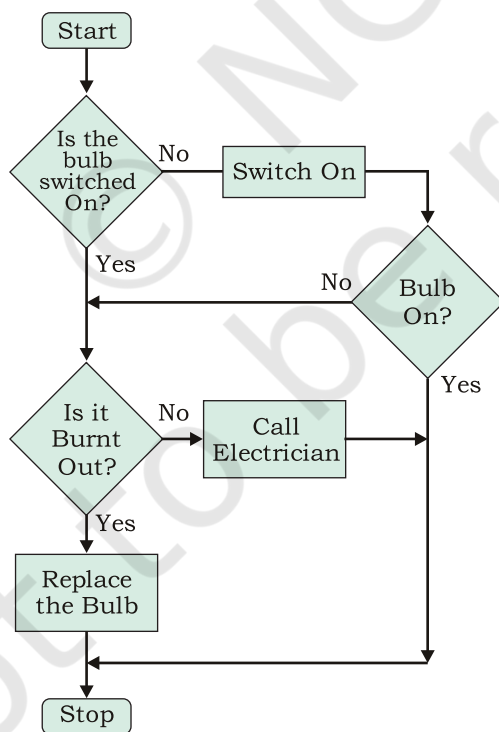 Start
Is the
bulb
switched
On?
No
Switch On
Yes
No
Bulb
On?
Yes
Is it
Burnt
Out?
No
Call
Electrician
Yes
Replace
the Bulb
Stop